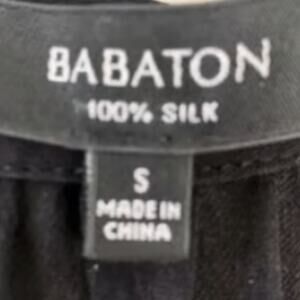 BABATON
100% SILK
S
MADE IN
CHINA